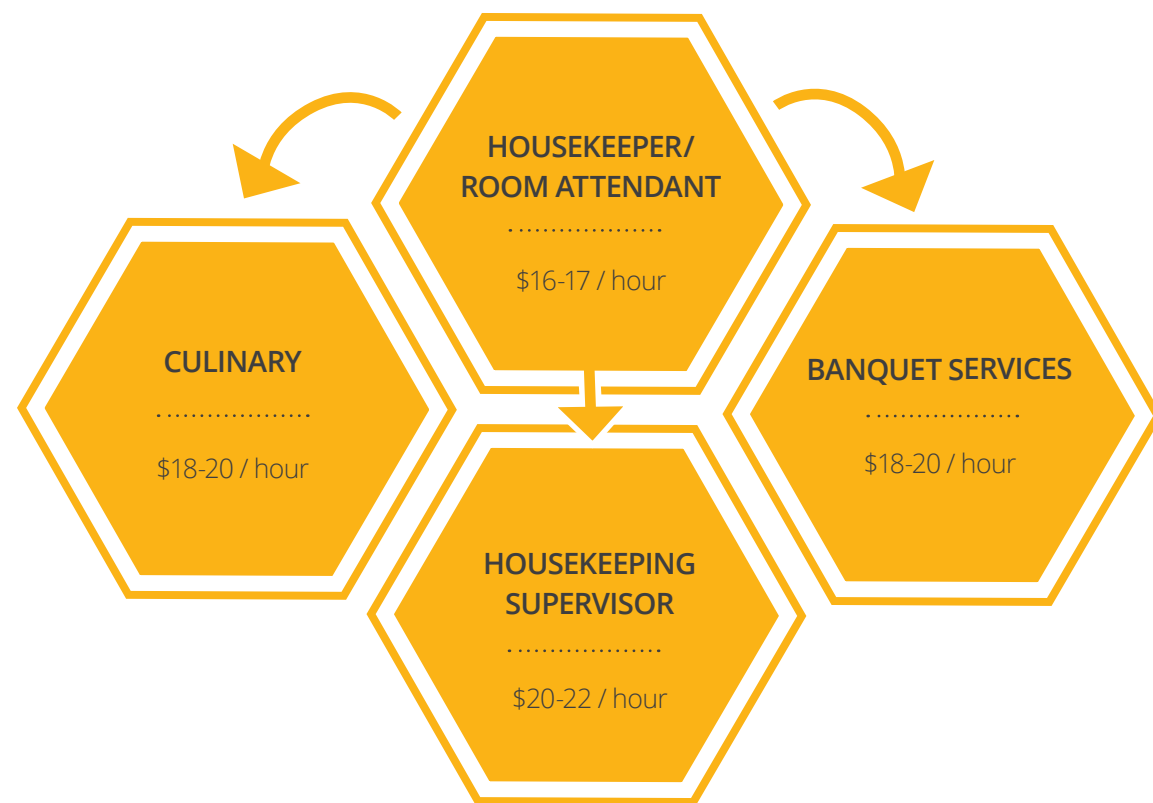 HOUSEKEEPER/
ROOM ATTENDANT
$16-17 / hour
CULINARY
$18-20 / hour
BANQUET SERVICES
$18-20 / hour
HOUSEKEEPING
SUPERVISOR
$20-22 / hour